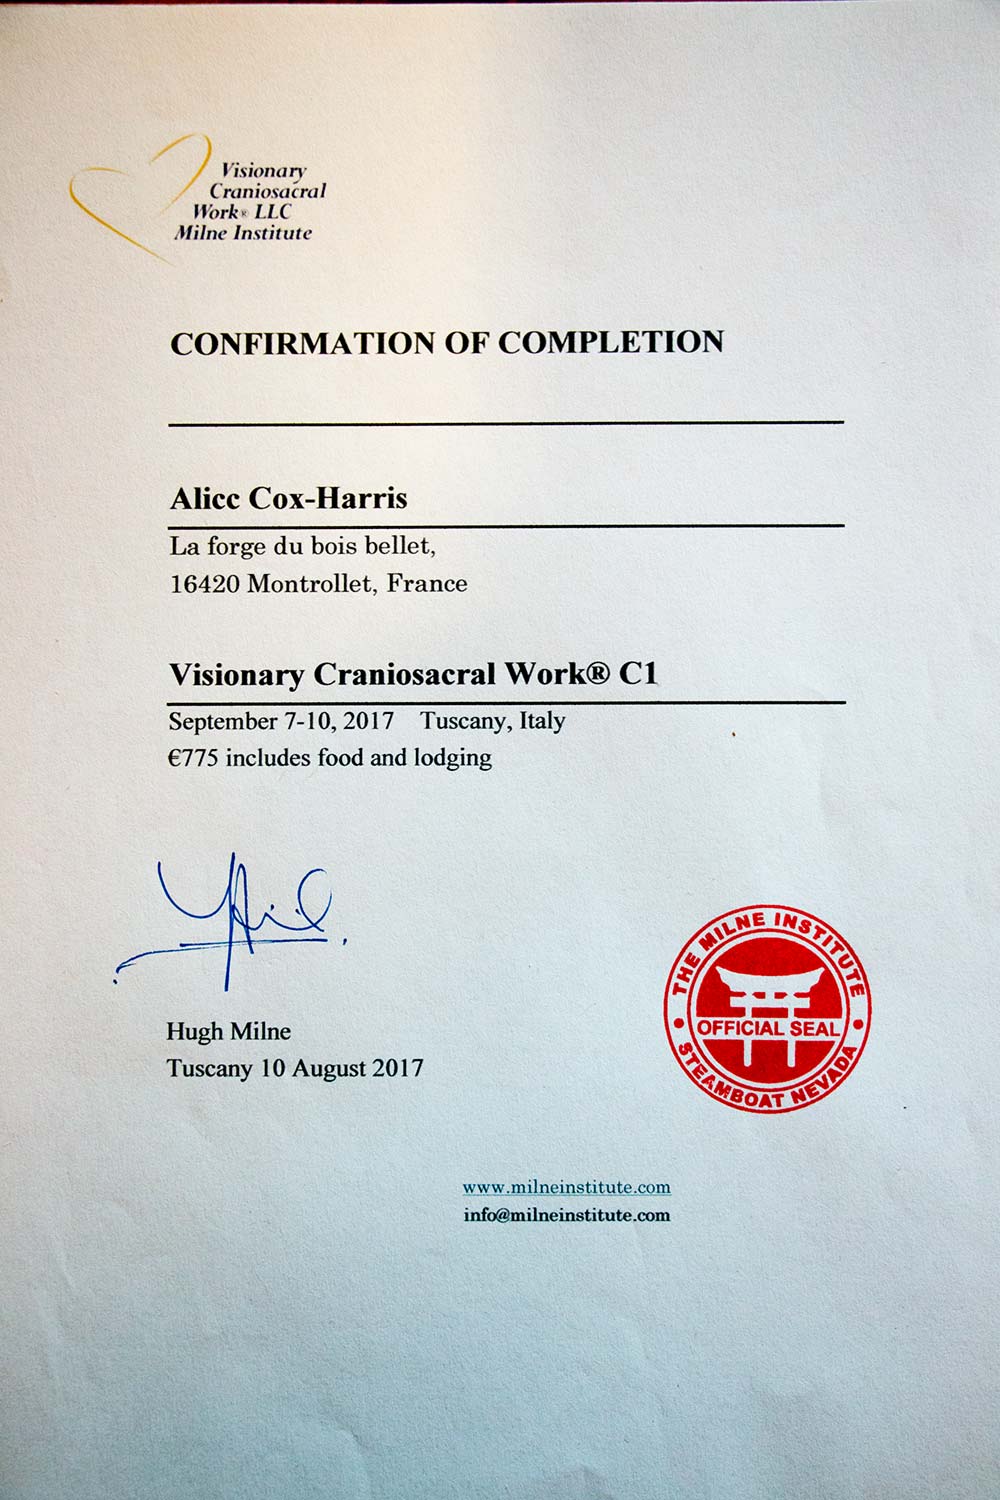 Visionary
Craniosacral
Work® LLC
Milne Institute
CONFIRMATION OF COMPLETION
Alicc Cox-Harris
La forge du bois bellet,
16420 Montrollet, France
Visionary Craniosacral Work® C1
September 7-10, 2017 Tuscany, Italy
€775 includes food and lodging
Hugh Milne
Tuscany 10 August 2017
THE MILNE INSTITUTE
OFFICIAL SEAL
STEAMBOAT NEVADA
www.milneinstitute.com
info@milneinstitute.com